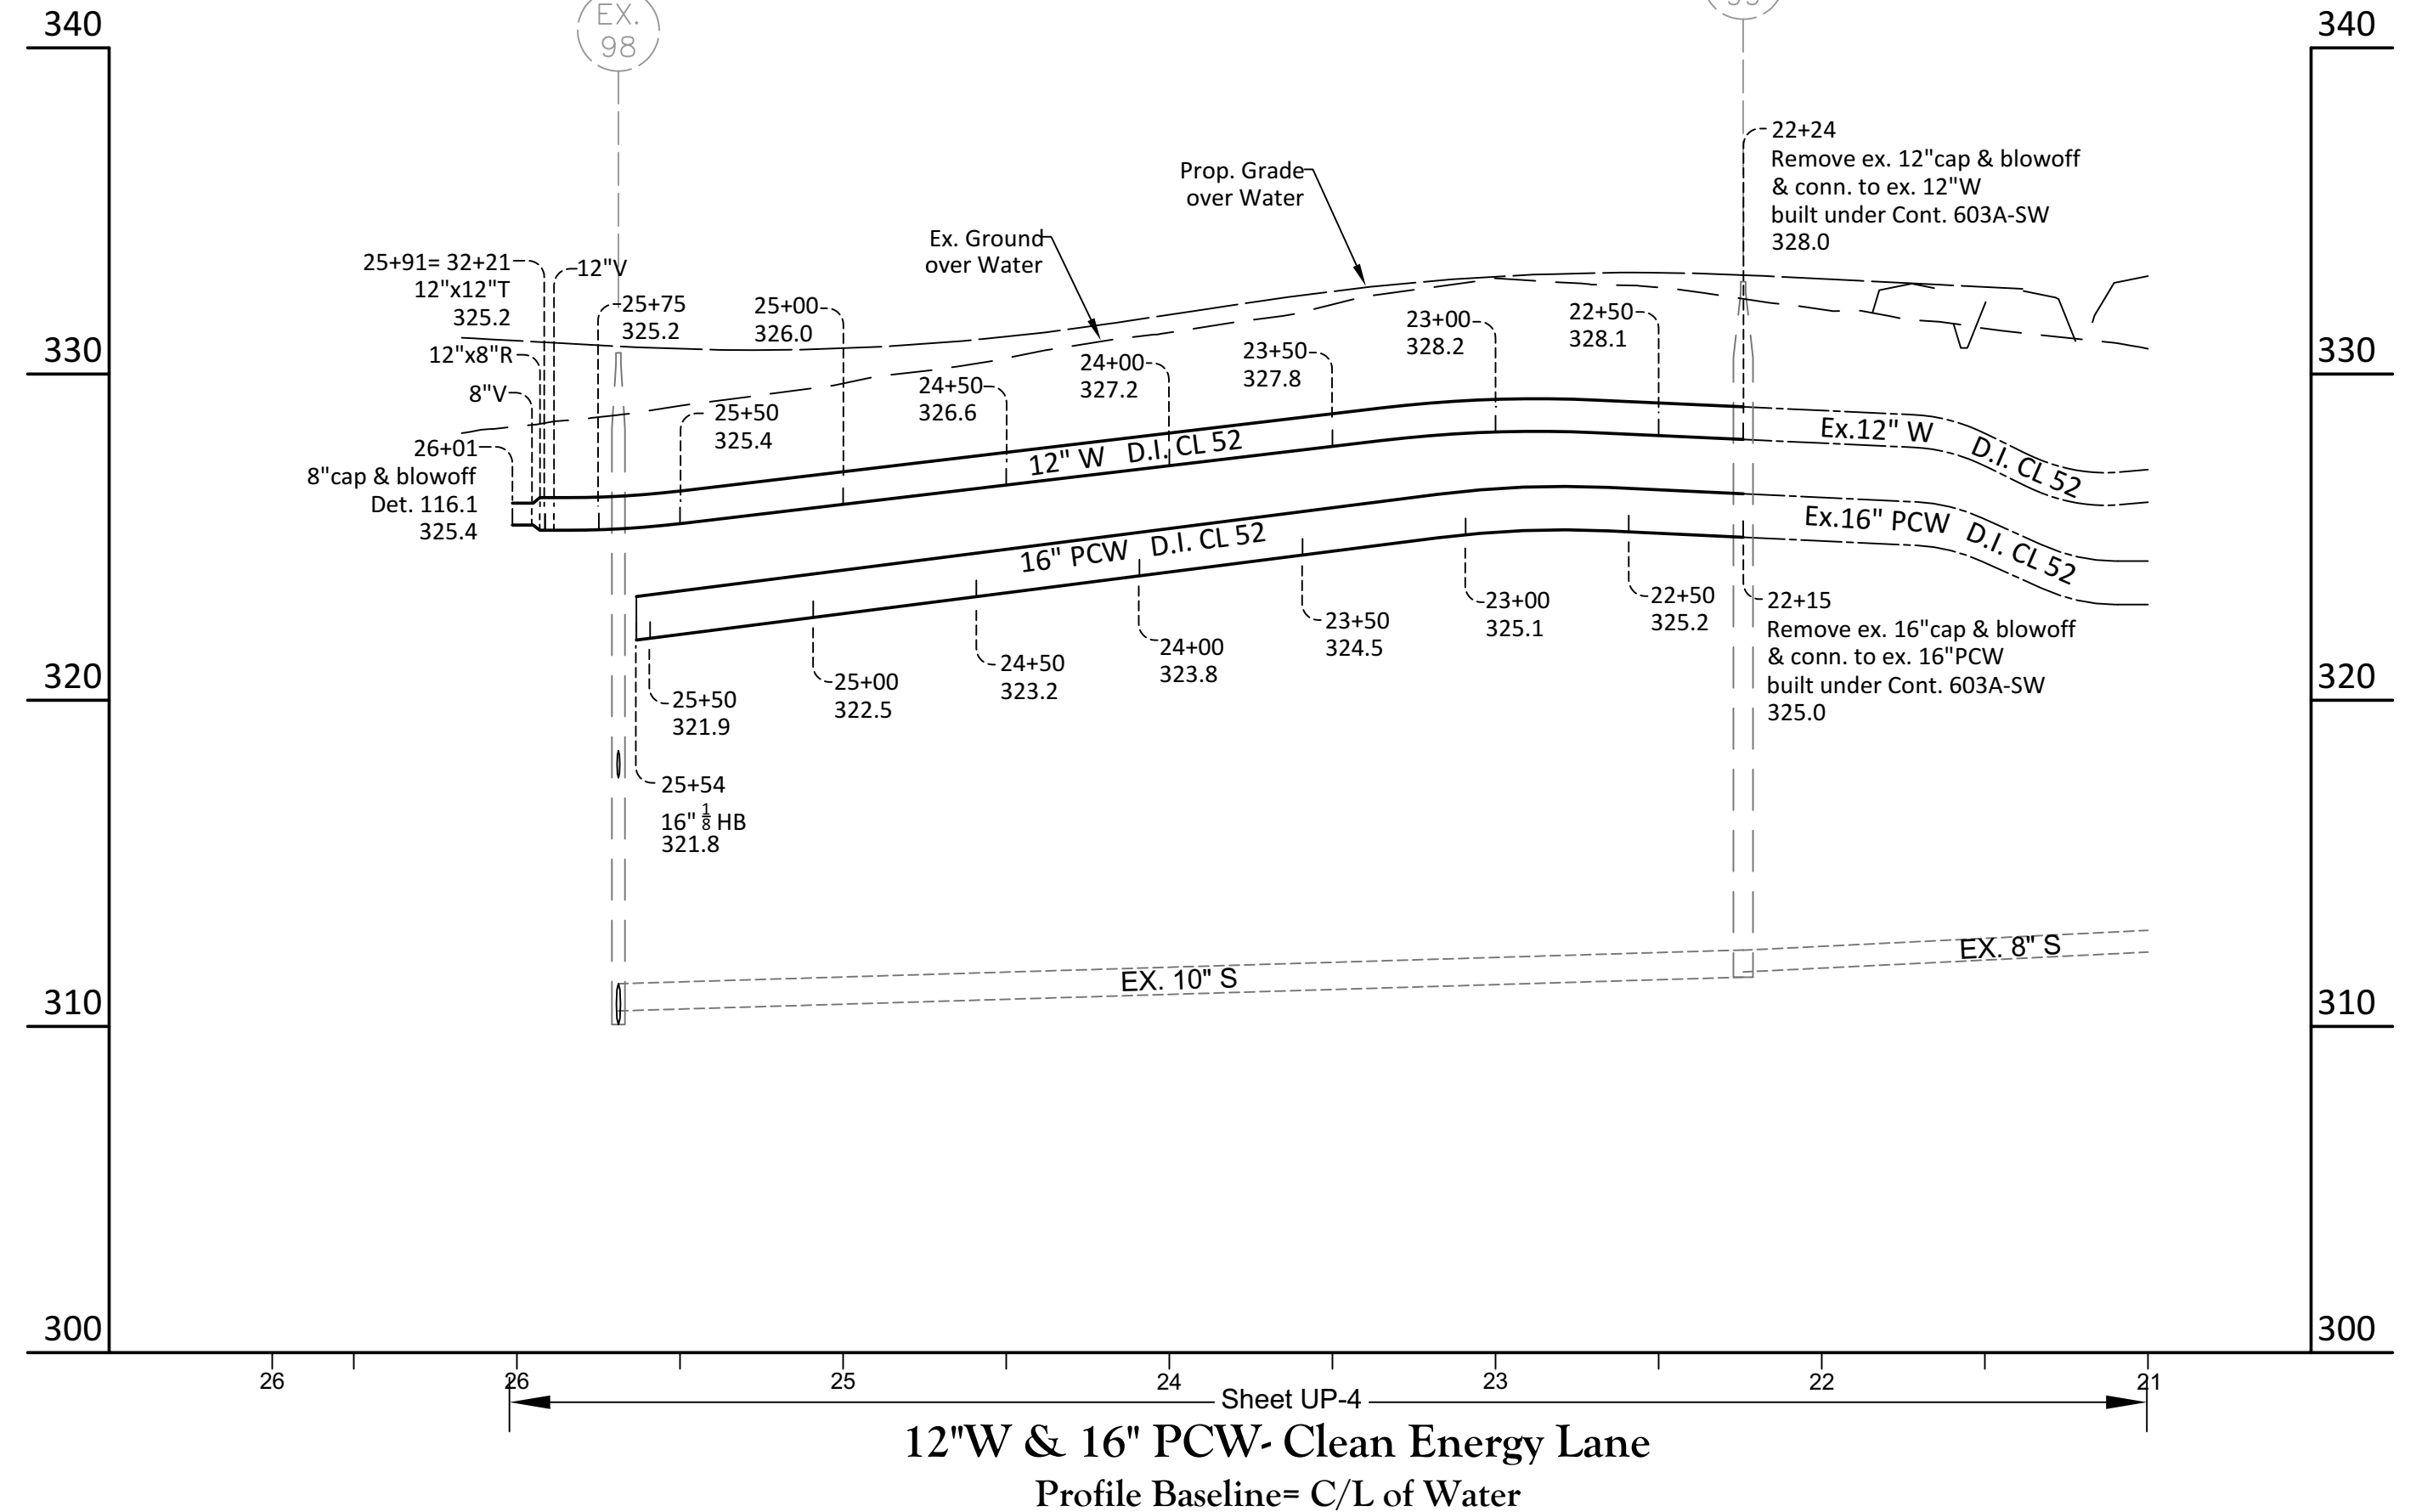 340
EX.
98
340
22+24
Remove ex. 12"cap & blowoff
& conn. to ex. 12"W
built under Cont. 603A-SW
328.0
Prop. Grade
over Water
Ex. Ground
over Water
25+91= 32+21
12"x12"T
325.2
12"V
12"x8"R
8"V
26+01
8"cap & blowoff
Det. 116.1
325.4
25+75
325.2
25+00
326.0
25+50
325.4
24+50
326.6
24+00
327.2
23+50
327.8
23+00
328.2
22+50
328.1
330
330
12" W D.I. CL 52
Ex.12" W D.I. CL 52
16" PCW D.I. CL 52
Ex.16" PCW D.I. CL 52
25+54
16" 1/8 HB
321.8
25+50
321.9
25+00
322.5
24+50
323.2
24+00
323.8
23+50
324.5
23+00
325.1
22+50
325.2
22+15
Remove ex. 16"cap & blowoff
& conn. to ex. 16"PCW
built under Cont. 603A-SW
325.0
320
320
EX. 10" S
EX. 8" S
310
310
300
300
26 26 25 24 23 22 21
Sheet UP-4
12"W & 16" PCW- Clean Energy Lane
Profile Baseline= C/L of Water